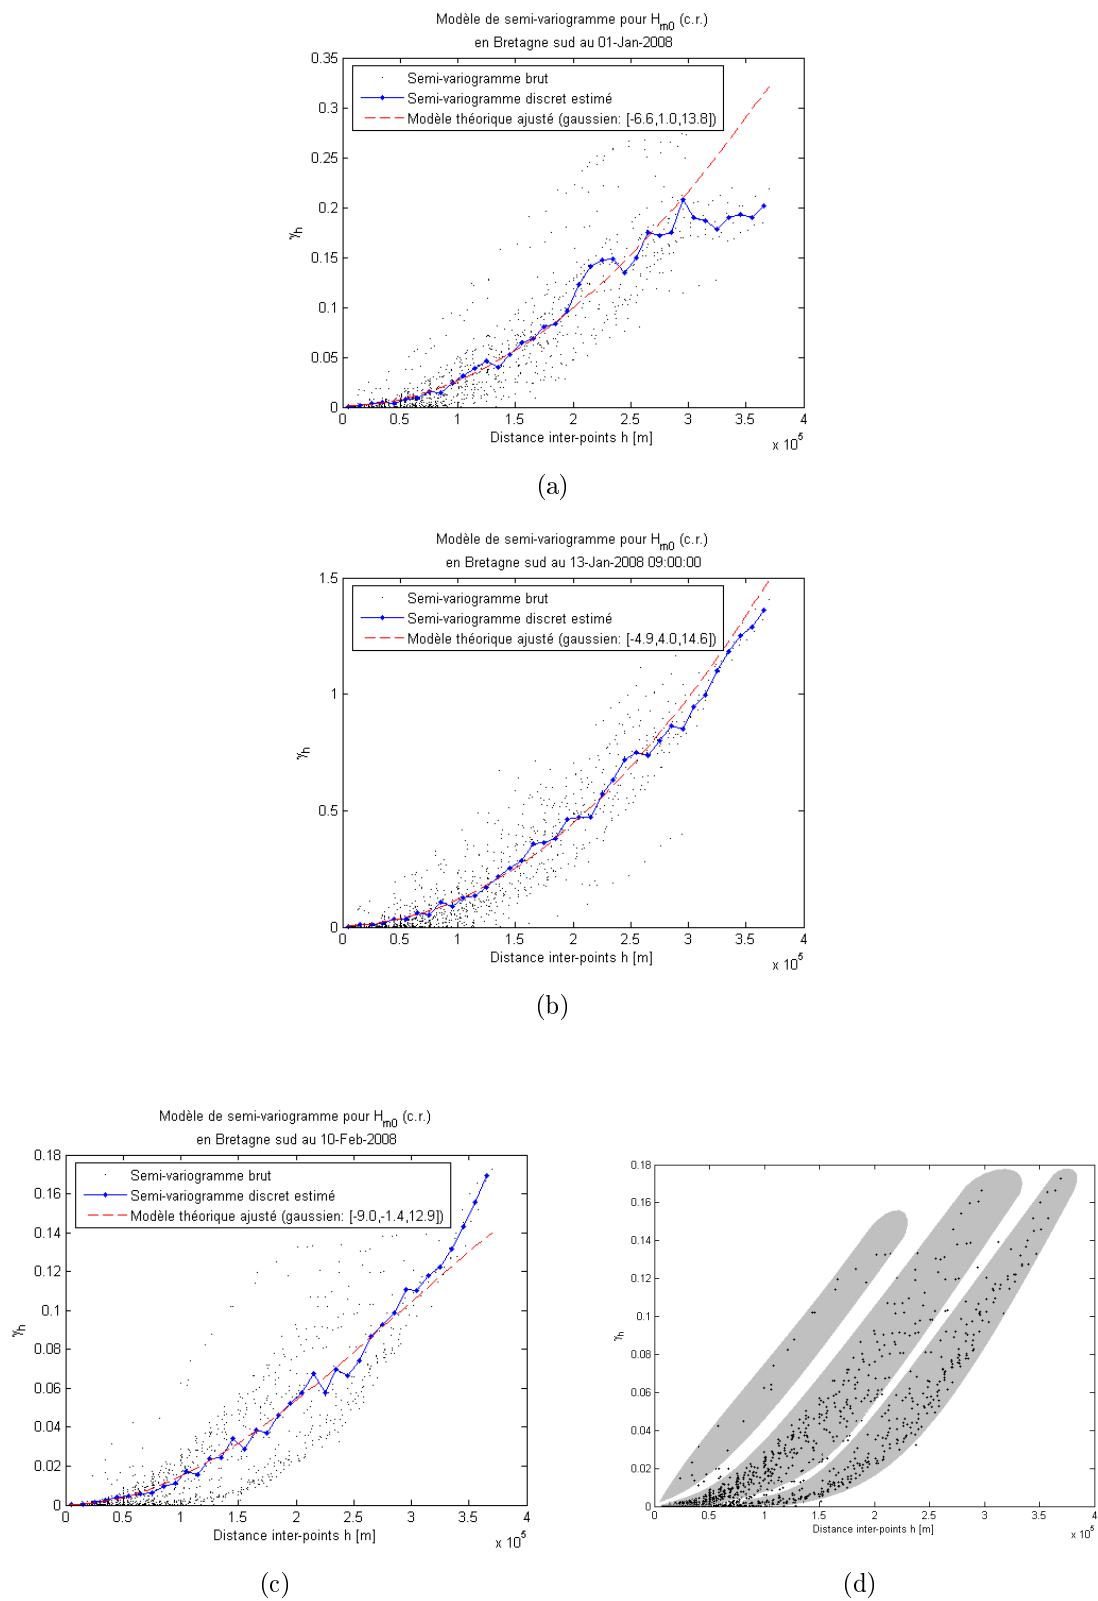 Modèle de semi-variogramme pour Hm0 (c.r.)
en Bretagne sud au 01-Jan-2008
Semi-variogramme brut
Semi-variogramme discret estimé
Modèle théorique ajusté (gaussien: [-6.6,1.0,13.8])
0.35
0.3
0.25
0.2
0.15
0.1
0.05
0
γh
0 0.5 1 1.5 2 2.5 3 3.5 4
Distance inter-points h [m]
x 10^5
(a)
Modèle de semi-variogramme pour Hm0 (c.r.)
en Bretagne sud au 13-Jan-2008 09:00:00
Semi-variogramme brut
Semi-variogramme discret estimé
Modèle théorique ajusté (gaussien: [-4.9,4.0,14.6])
1.5
1
0.5
0
γh
0 0.5 1 1.5 2 2.5 3 3.5 4
Distance inter-points h [m]
x 10^5
(b)
Modèle de semi-variogramme pour Hm0 (c.r.)
en Bretagne sud au 10-Feb-2008
Semi-variogramme brut
Semi-variogramme discret estimé
Modèle théorique ajusté (gaussien: [-9.0,-1.4,12.9])
0.18
0.16
0.14
0.12
0.1
0.08
0.06
0.04
0.02
0
γh
0 0.5 1 1.5 2 2.5 3 3.5 4
Distance inter-points h [m]
x 10^5
(c)
0.18
0.16
0.14
0.12
0.1
0.08
0.06
0.04
0.02
0
γh
0 0.5 1 1.5 2 2.5 3 3.5 4
Distance inter-points h [m]
x 10^5
(d)